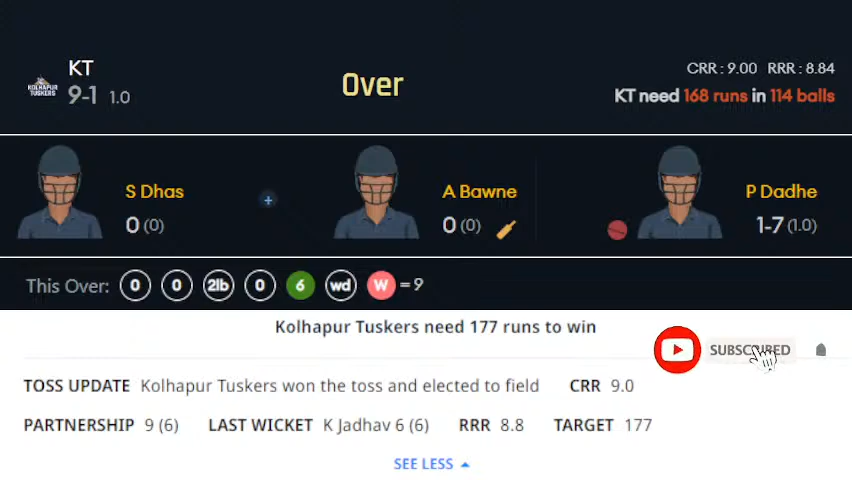 KT
9-1 1.0
KOLHAPUR
TUSKERS
Over
CRR : 9.00 RRR : 8.84
KT need 168 runs in 114 balls
S Dhas
0 (0)
+
A Bawne
0 (0)
P Dadhe
1-7 (1.0)
This Over: 0 0 2lb 0 6 wd W = 9
Kolhapur Tuskers need 177 runs to win
SUBSCRIBED
TOSS UPDATE Kolhapur Tuskers won the toss and elected to field CRR 9.0
PARTNERSHIP 9 (6) LAST WICKET K Jadhav 6 (6) RRR 8.8 TARGET 177
SEE LESS